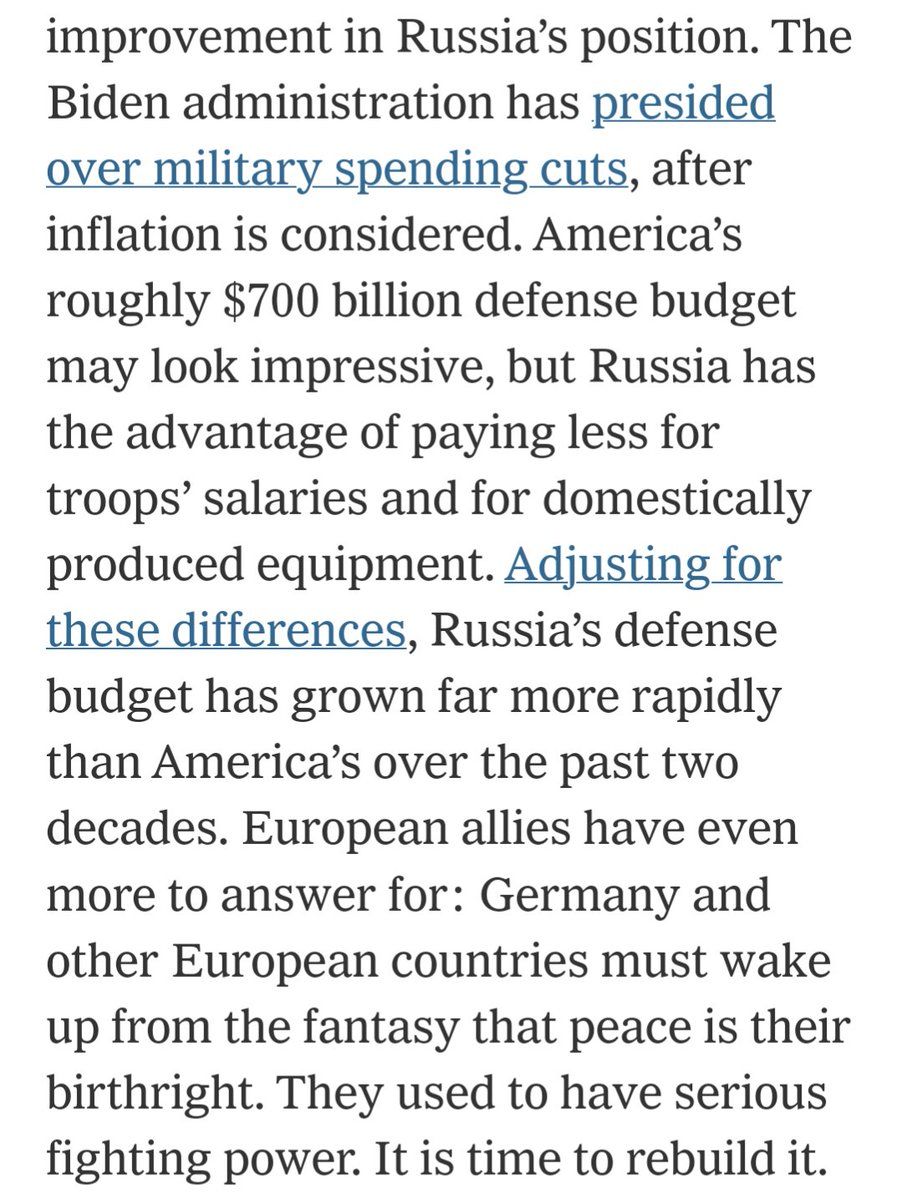 improvement in Russia’s position. The
Biden administration has presided
over military spending cuts, after
inflation is considered. America’s
roughly $700 billion defense budget
may look impressive, but Russia has
the advantage of paying less for
troops’ salaries and for domestically
produced equipment. Adjusting for
these differences, Russia’s defense
budget has grown far more rapidly
than America’s over the past two
decades. European allies have even
more to answer for: Germany and
other European countries must wake
up from the fantasy that peace is their
birthright. They used to have serious
fighting power. It is time to rebuild it.